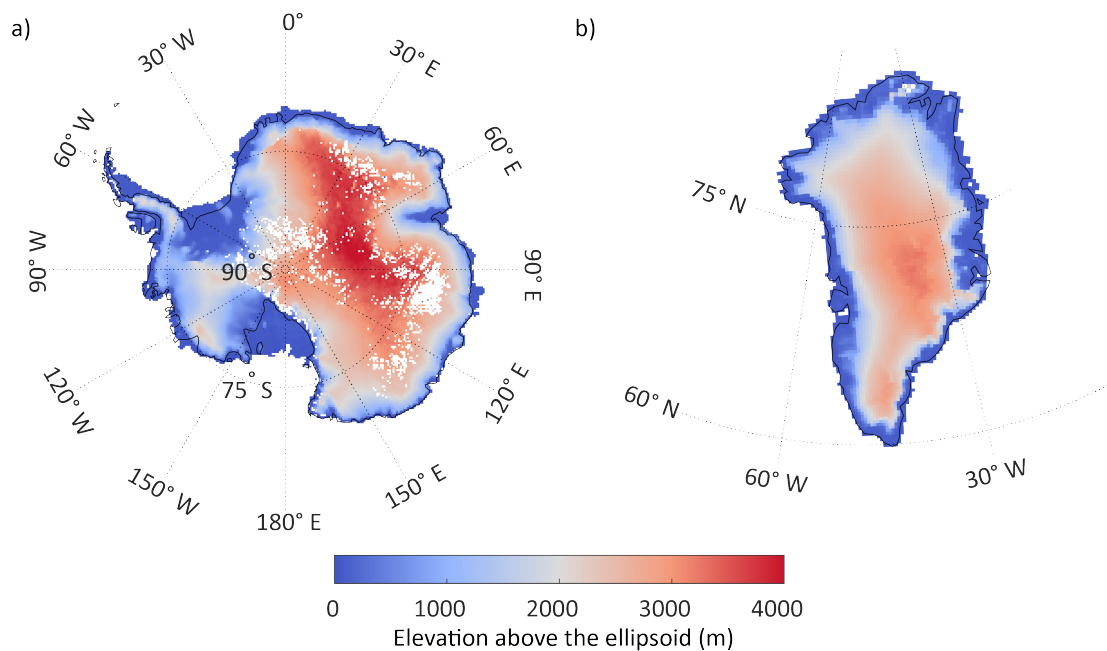 a)
0°
30° W
30° E
60° W
60° E
90° W
90° S
90° E
120° W
75° S
120° E
150° W
150° E
180° E
b)
75° N
60° N
60° W
30° W
0
1000
2000
3000
4000
Elevation above the ellipsoid (m)